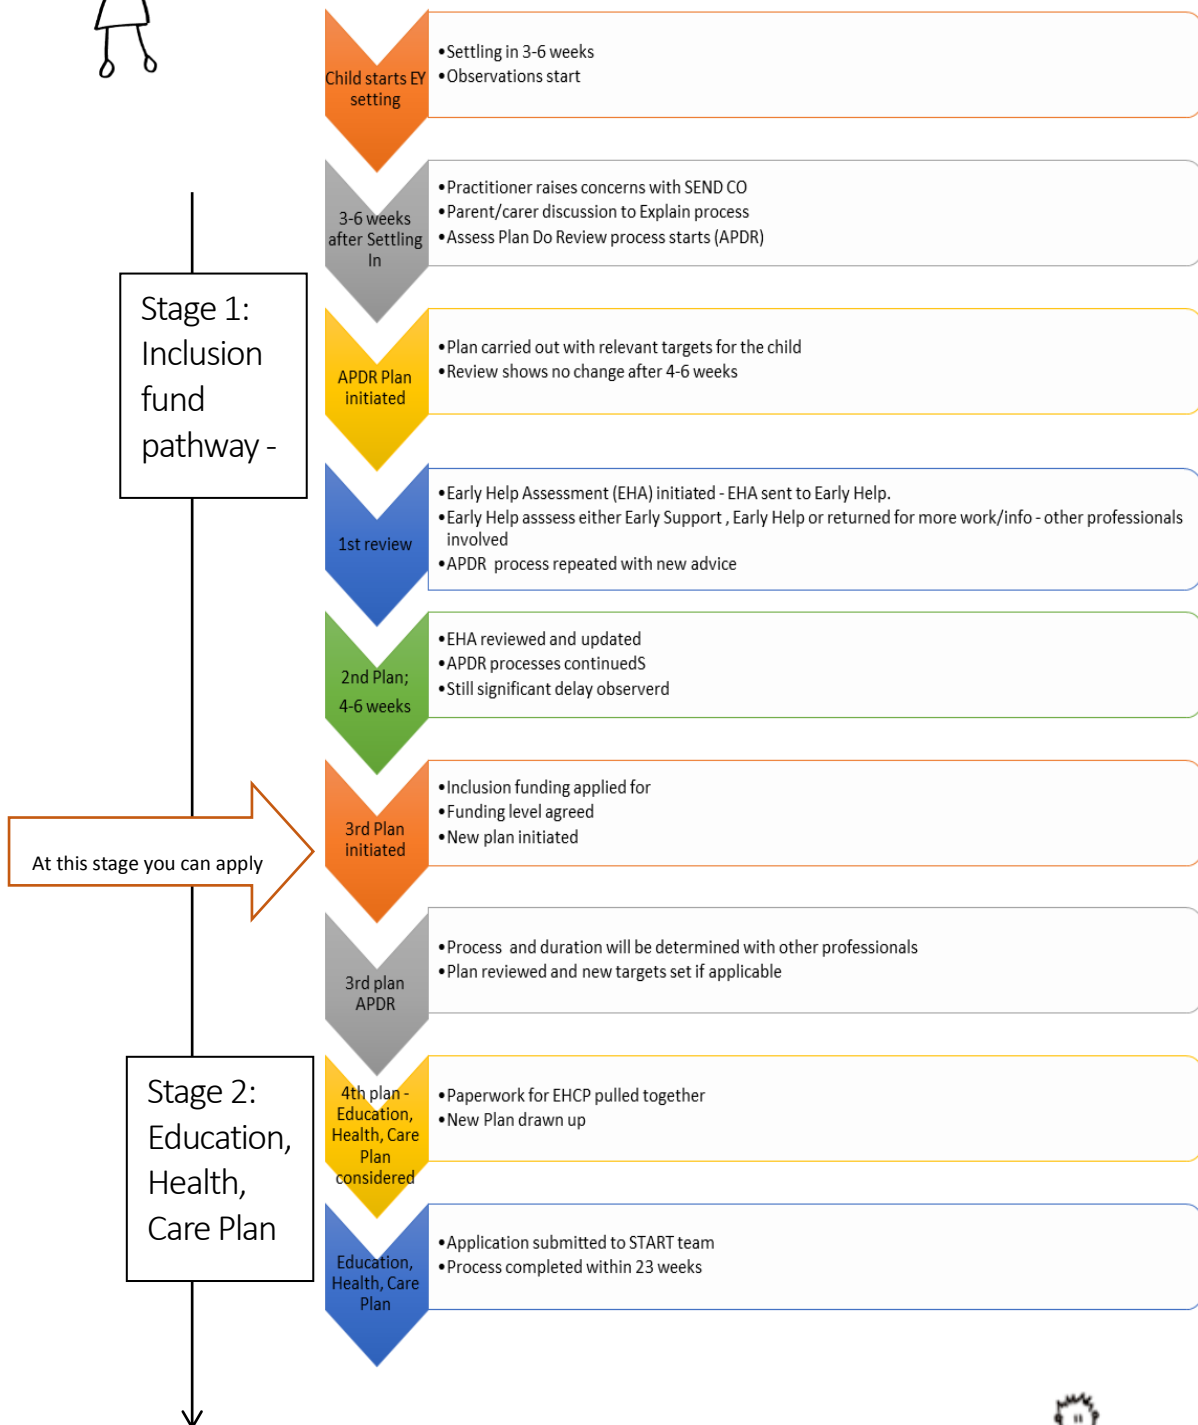 Child starts EY
setting
•Settling in 3-6 weeks
•Observations start
3-6 weeks
after Settling
In
•Practitioner raises concerns with SEND CO
•Parent/carer discussion to Explain process
•Assess Plan Do Review process starts (APDR)
Stage 1:
Inclusion
fund
pathway -
APDR Plan
initiated
•Plan carried out with relevant targets for the child
•Review shows no change after 4-6 weeks
1st review
•Early Help Assessment (EHA) initiated - EHA sent to Early Help.
•Early Help asssess either Early Support , Early Help or returned for more work/info - other professionals
involved
•APDR process repeated with new advice
2nd Plan;
4-6 weeks
•EHA reviewed and updated
•APDR processes continuedS
•Still significant delay observerd
At this stage you can apply
3rd Plan
initiated
•Inclusion funding applied for
•Funding level agreed
•New plan initiated
3rd plan
APDR
•Process and duration will be determined with other professionals
•Plan reviewed and new targets set if applicable
Stage 2:
Education,
Health,
Care Plan
4th plan -
Education,
Health, Care
Plan
considered
•Paperwork for EHCP pulled together
•New Plan drawn up
Education,
Health, Care
Plan
•Application submitted to START team
•Process completed within 23 weeks